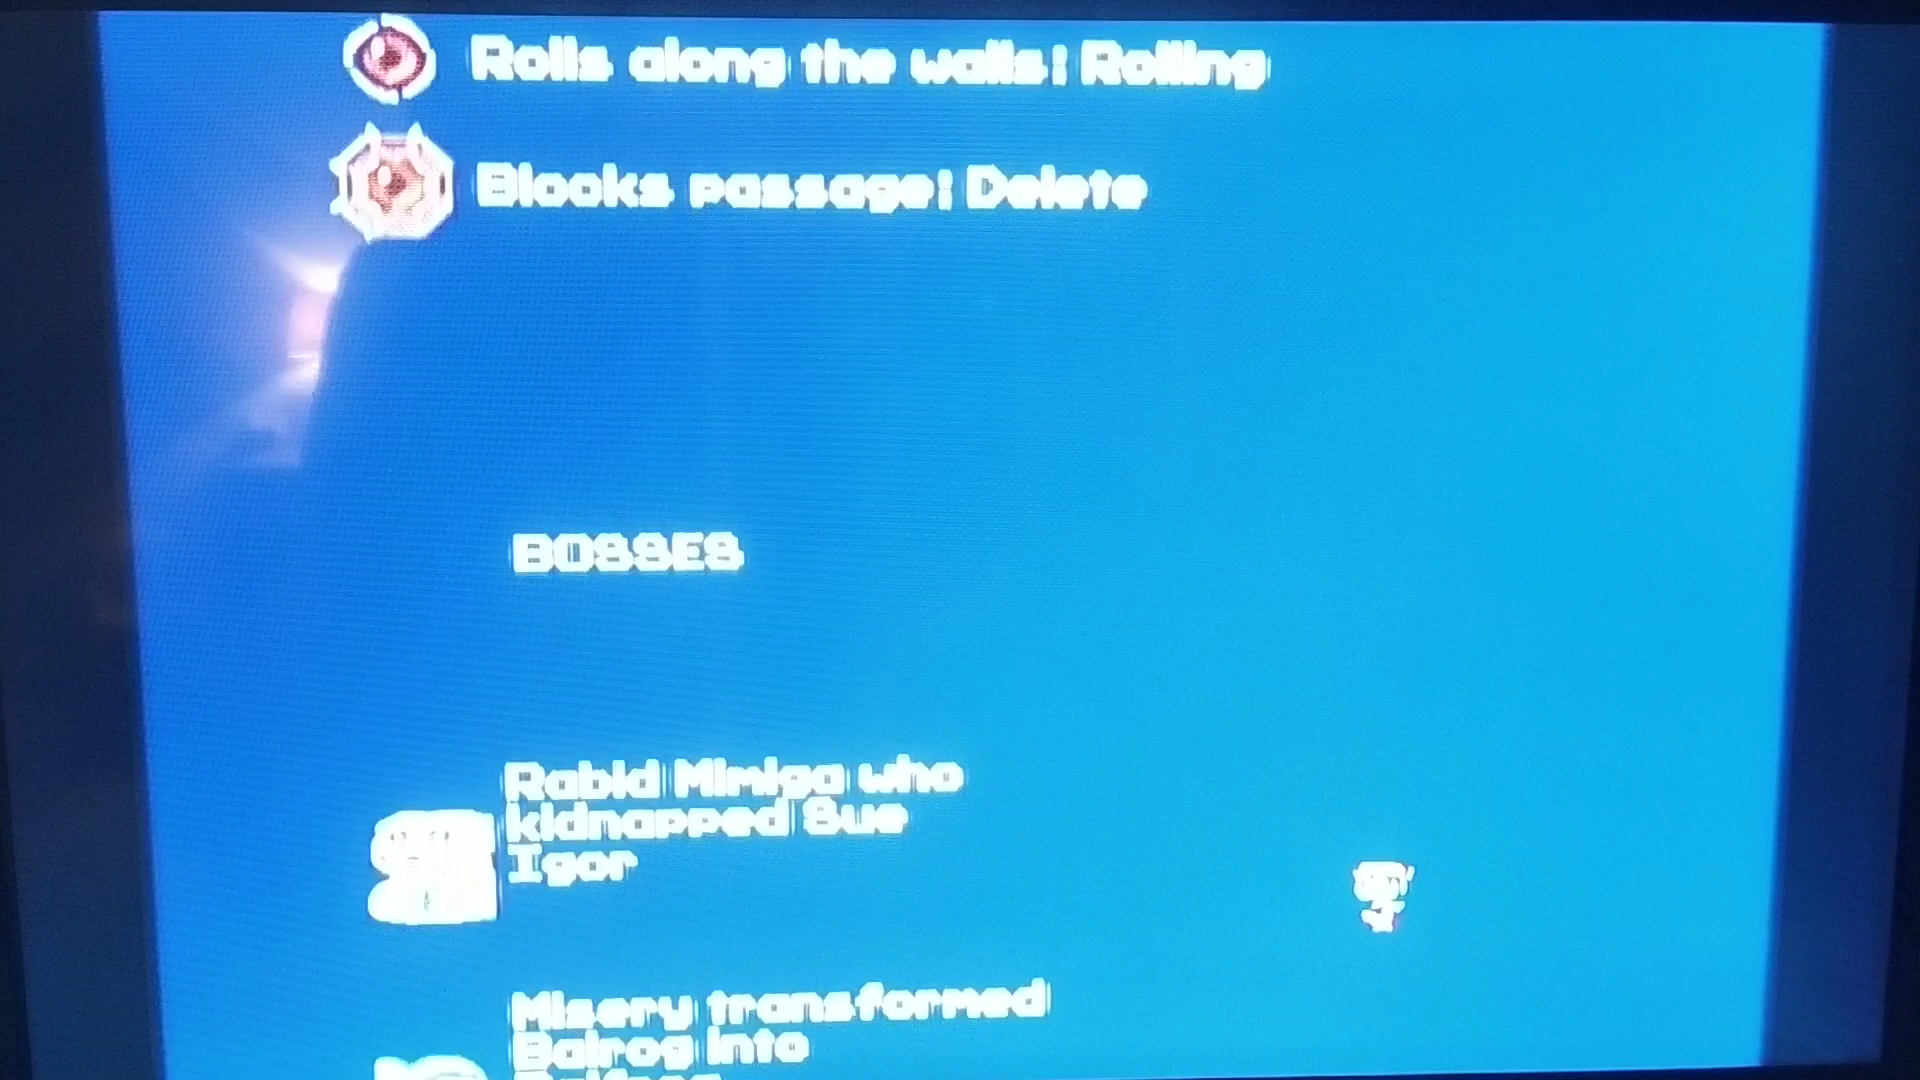 Rolls along the walls: Rolling
Blocks passage: Delete
BOSSES
Rabid Mimiga who
kidnapped Sue
Igor
Misery transformed
Balrog into